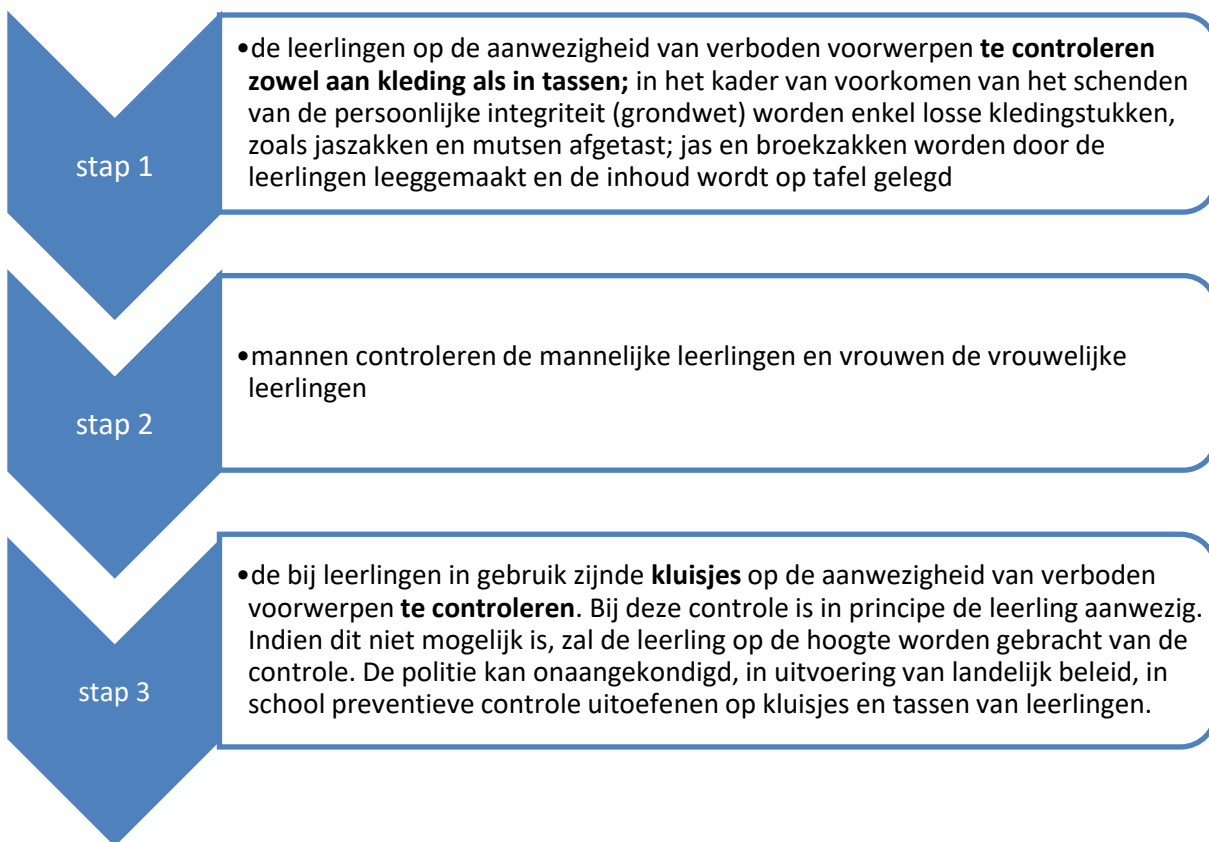 stap 1
•de leerlingen op de aanwezigheid van verboden voorwerpen te controleren
zowel aan kleding als in tassen; in het kader van voorkomen van het schenden
van de persoonlijke integriteit (grondwet) worden enkel losse kledingstukken,
zoals jaszakken en mutsen afgetast; jas en broekzakken worden door de
leerlingen leeggemaakt en de inhoud wordt op tafel gelegd
stap 2
•mannen controleren de mannelijke leerlingen en vrouwen de vrouwelijke
leerlingen
stap 3
•de bij leerlingen in gebruik zijnde kluisjes op de aanwezigheid van verboden
voorwerpen te controleren. Bij deze controle is in principe de leerling aanwezig.
Indien dit niet mogelijk is, zal de leerling op de hoogte worden gebracht van de
controle. De politie kan onaangekondigd, in uitvoering van landelijk beleid, in
school preventieve controle uitoefenen op kluisjes en tassen van leerlingen.